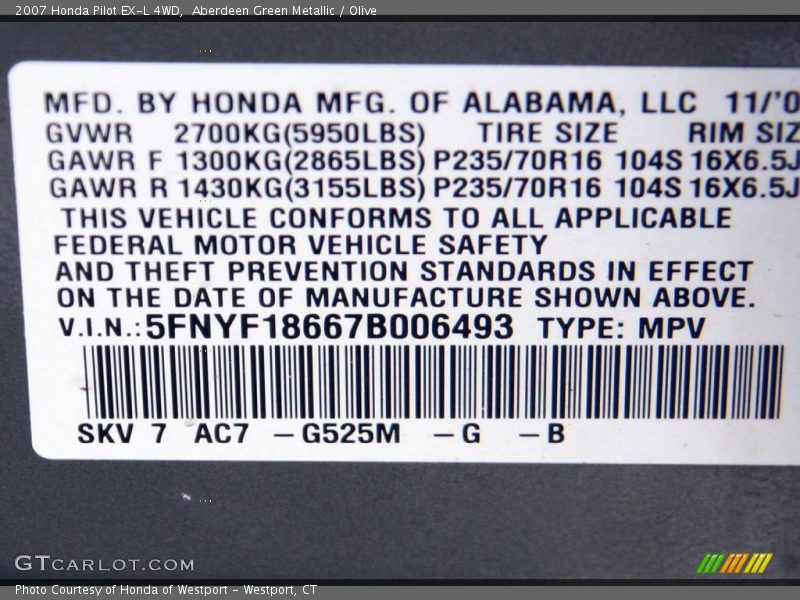 2007 Honda Pilot EX-L 4WD, Aberdeen Green Metallic / Olive
MFD. BY HONDA MFG. OF ALABAMA, LLC 11/'0
GVWR 2700KG(5950LBS) TIRE SIZE RIM SIZ
GAWR F 1300KG(2865LBS) P235/70R16 104S 16X6.5J
GAWR R 1430KG(3155LBS) P235/70R16 104S 16X6.5J
THIS VEHICLE CONFORMS TO ALL APPLICABLE
FEDERAL MOTOR VEHICLE SAFETY
AND THEFT PREVENTION STANDARDS IN EFFECT
ON THE DATE OF MANUFACTURE SHOWN ABOVE.
V.I.N.: 5FNYF18667B006493 TYPE: MPV
SKV 7 AC7 – G525M – G – B
GTCARLOT.COM
Photo Courtesy of Honda of Westport - Westport, CT